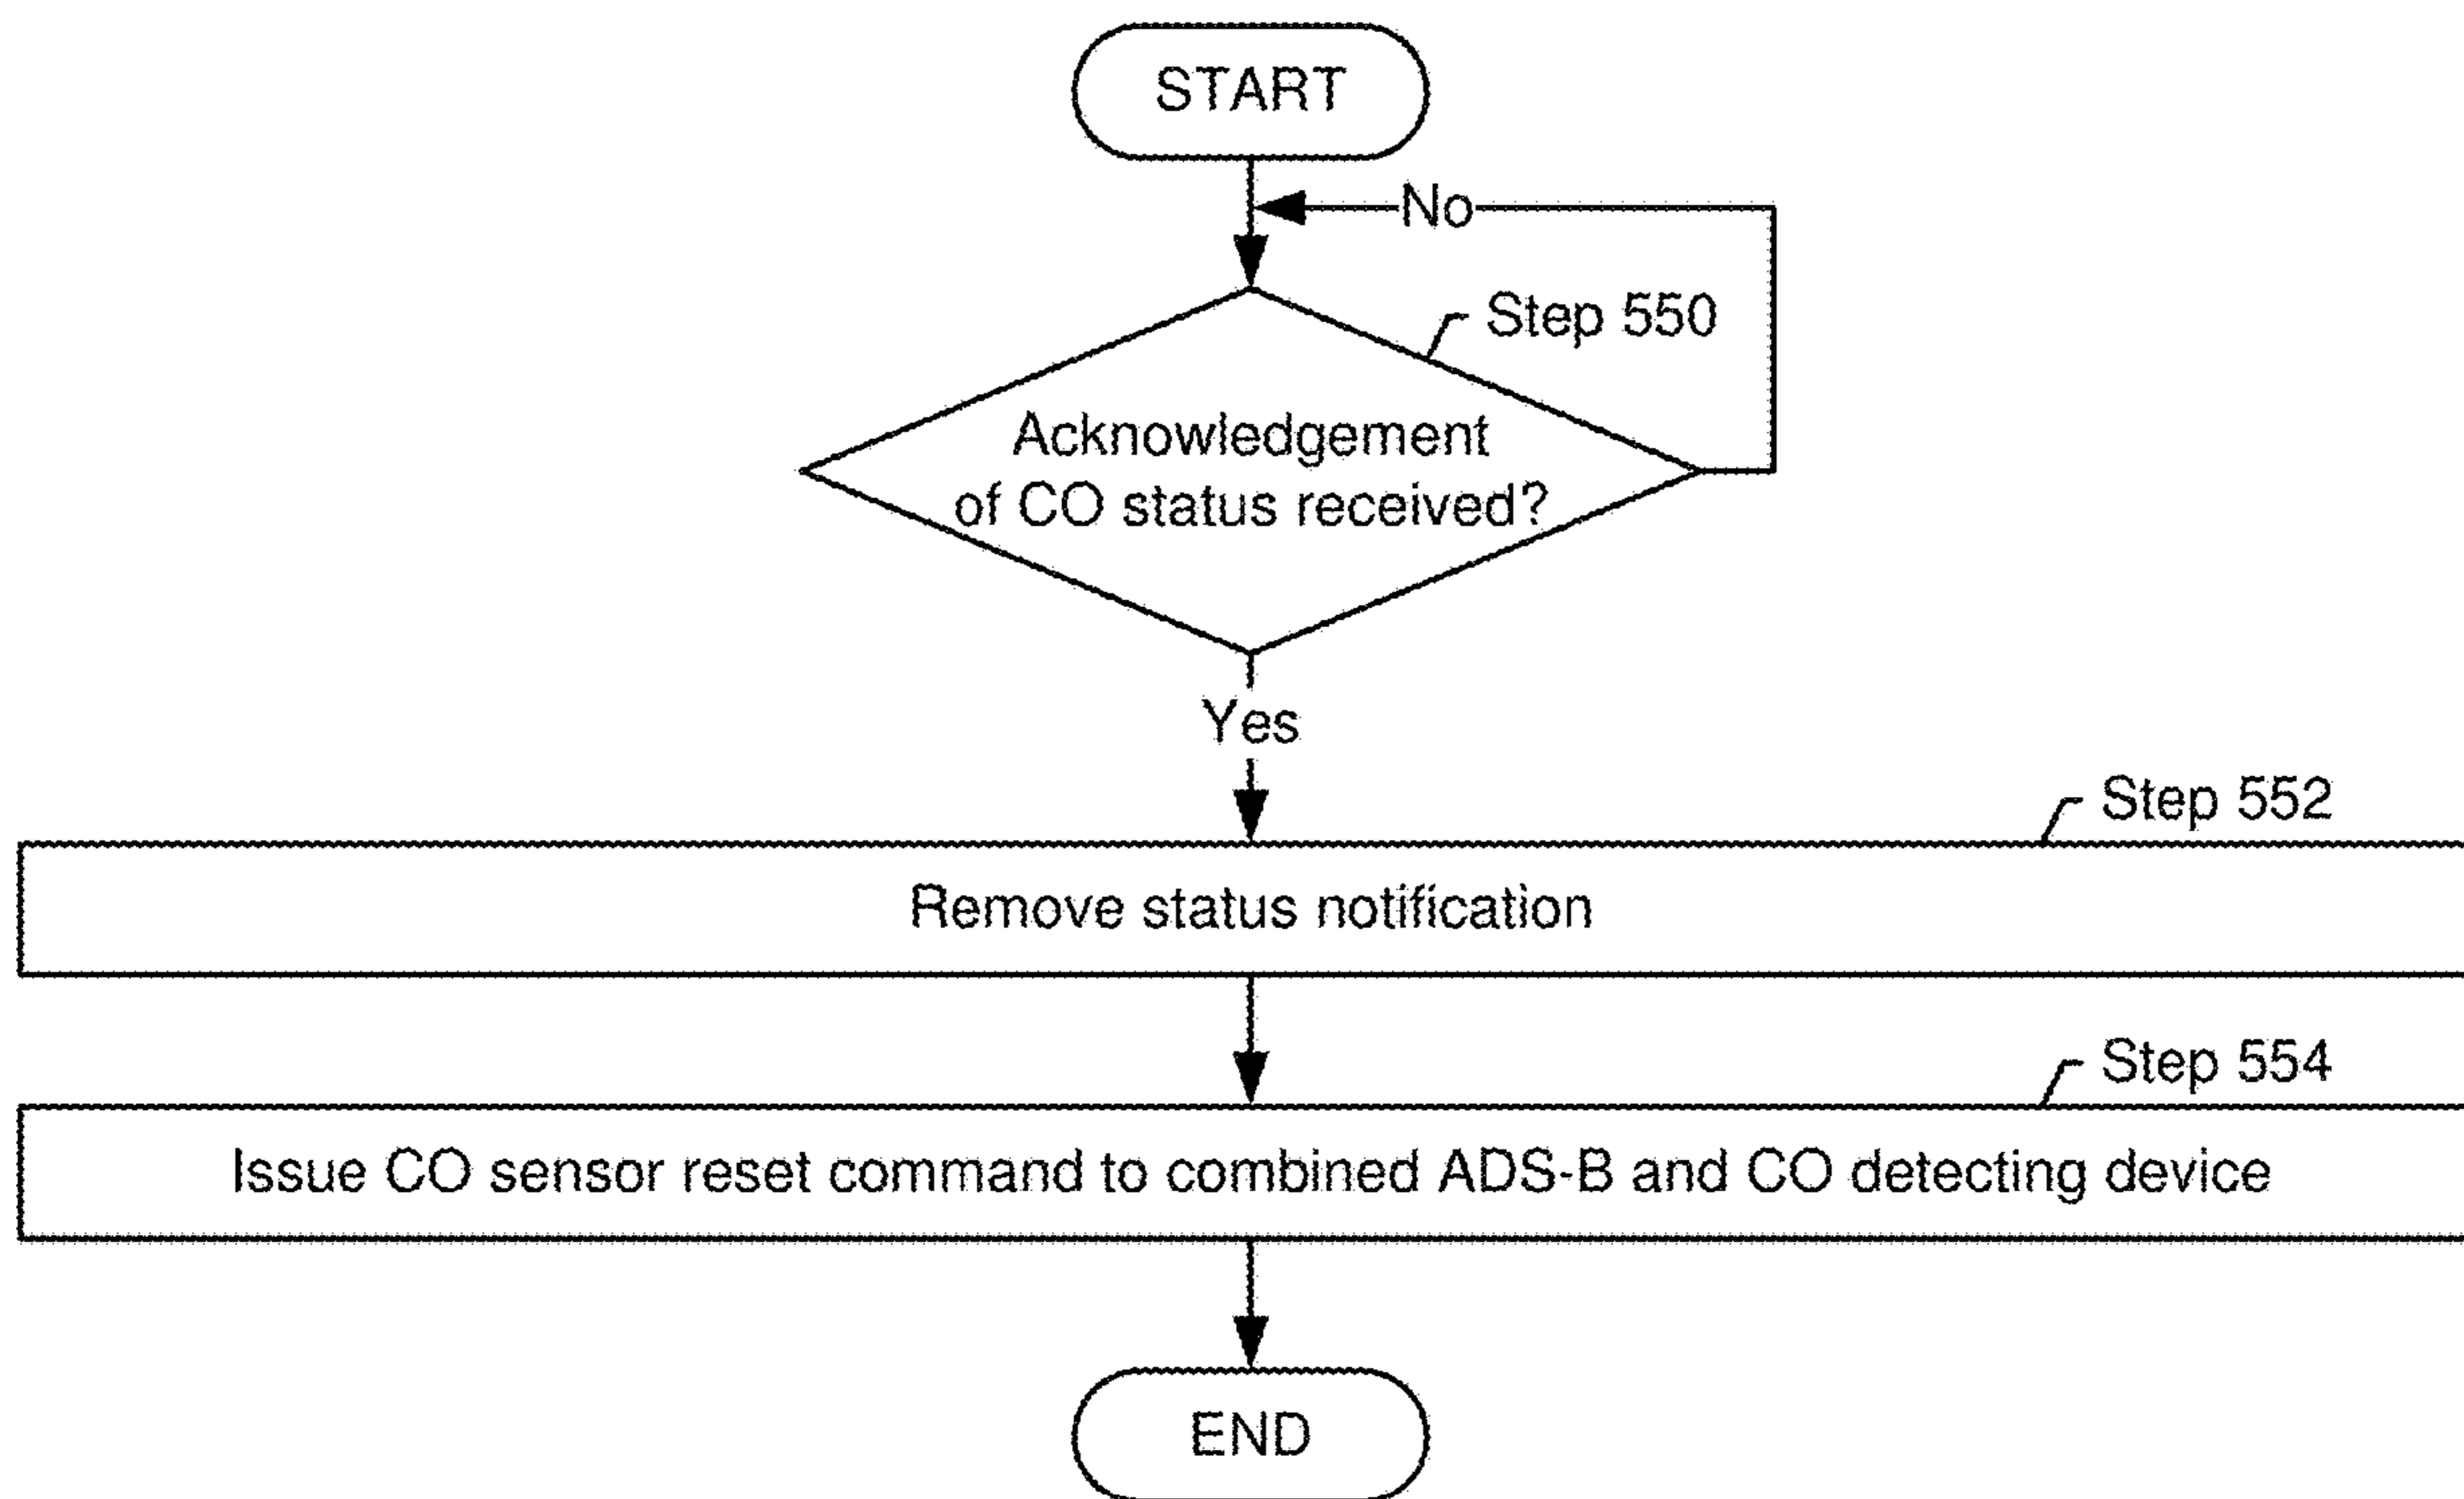 START
No
Step 550
Acknowledgement
of CO status received?
Yes
Step 552
Remove status notification
Step 554
Issue CO sensor reset command to combined ADS-B and CO detecting device
END